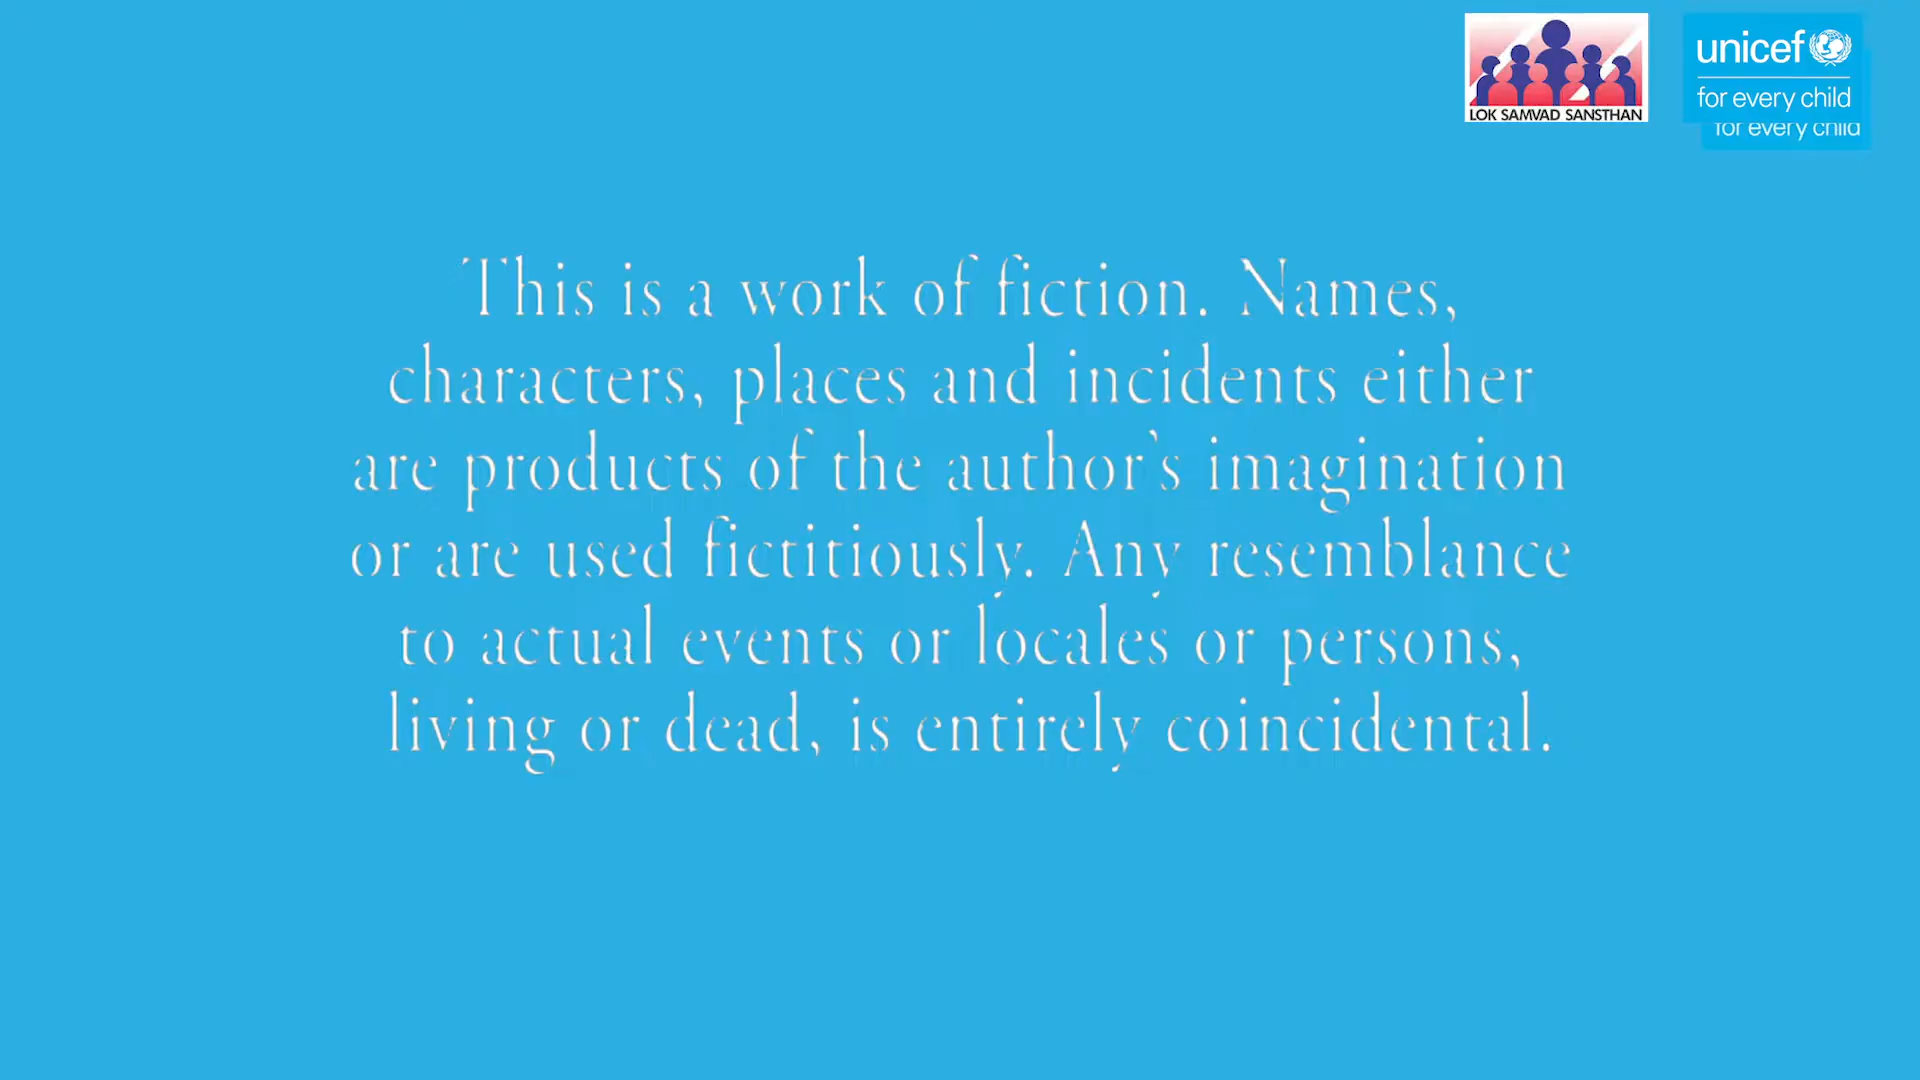 LOK SAMVAD SANSTHAN
unicef
for every child
for every child
This is a work of fiction. Names,
characters, places and incidents either
are products of the author's imagination
or are used fictitiously. Any resemblance
to actual events or locales or persons,
living or dead, is entirely coincidental.